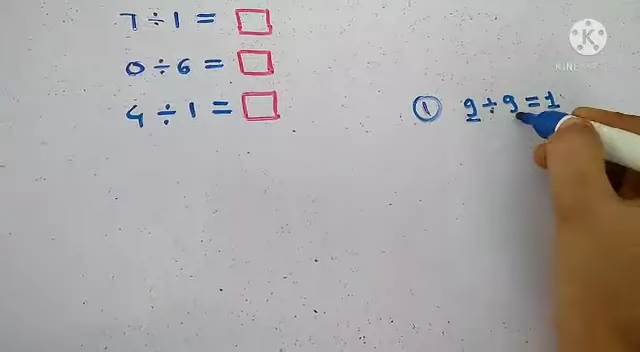 7 ÷ 1 = □
0 ÷ 6 = □
4 ÷ 1 = □
① 9 ÷ 9 = 1
K